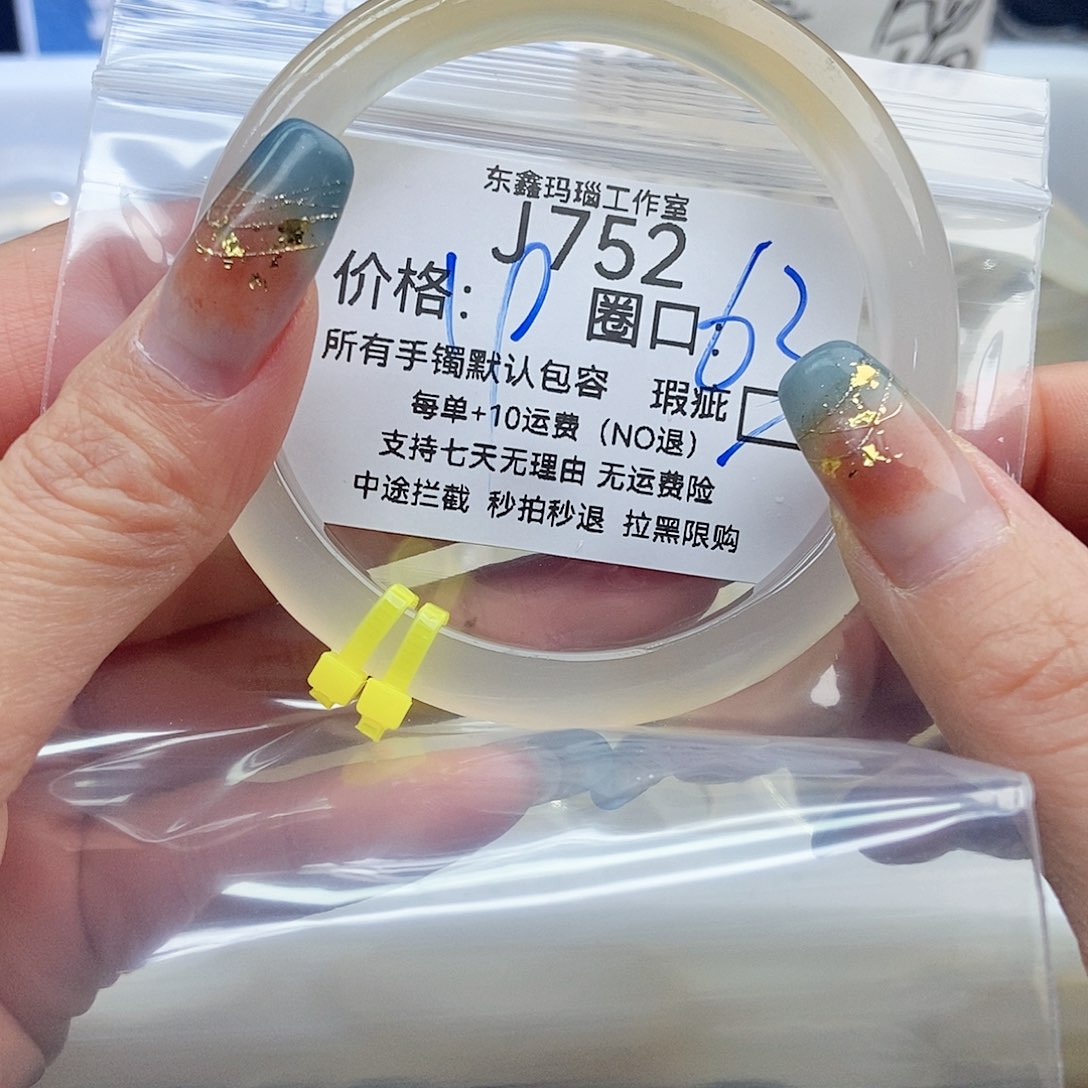 东鑫玛瑙工作室
J752
价格: 10 圈口: 63
所有手镯默认包容 瑕疵
每单+10运费 (NO退)
支持七天无理由 无运费险
中途拦截 秒拍秒退 拉黑限购